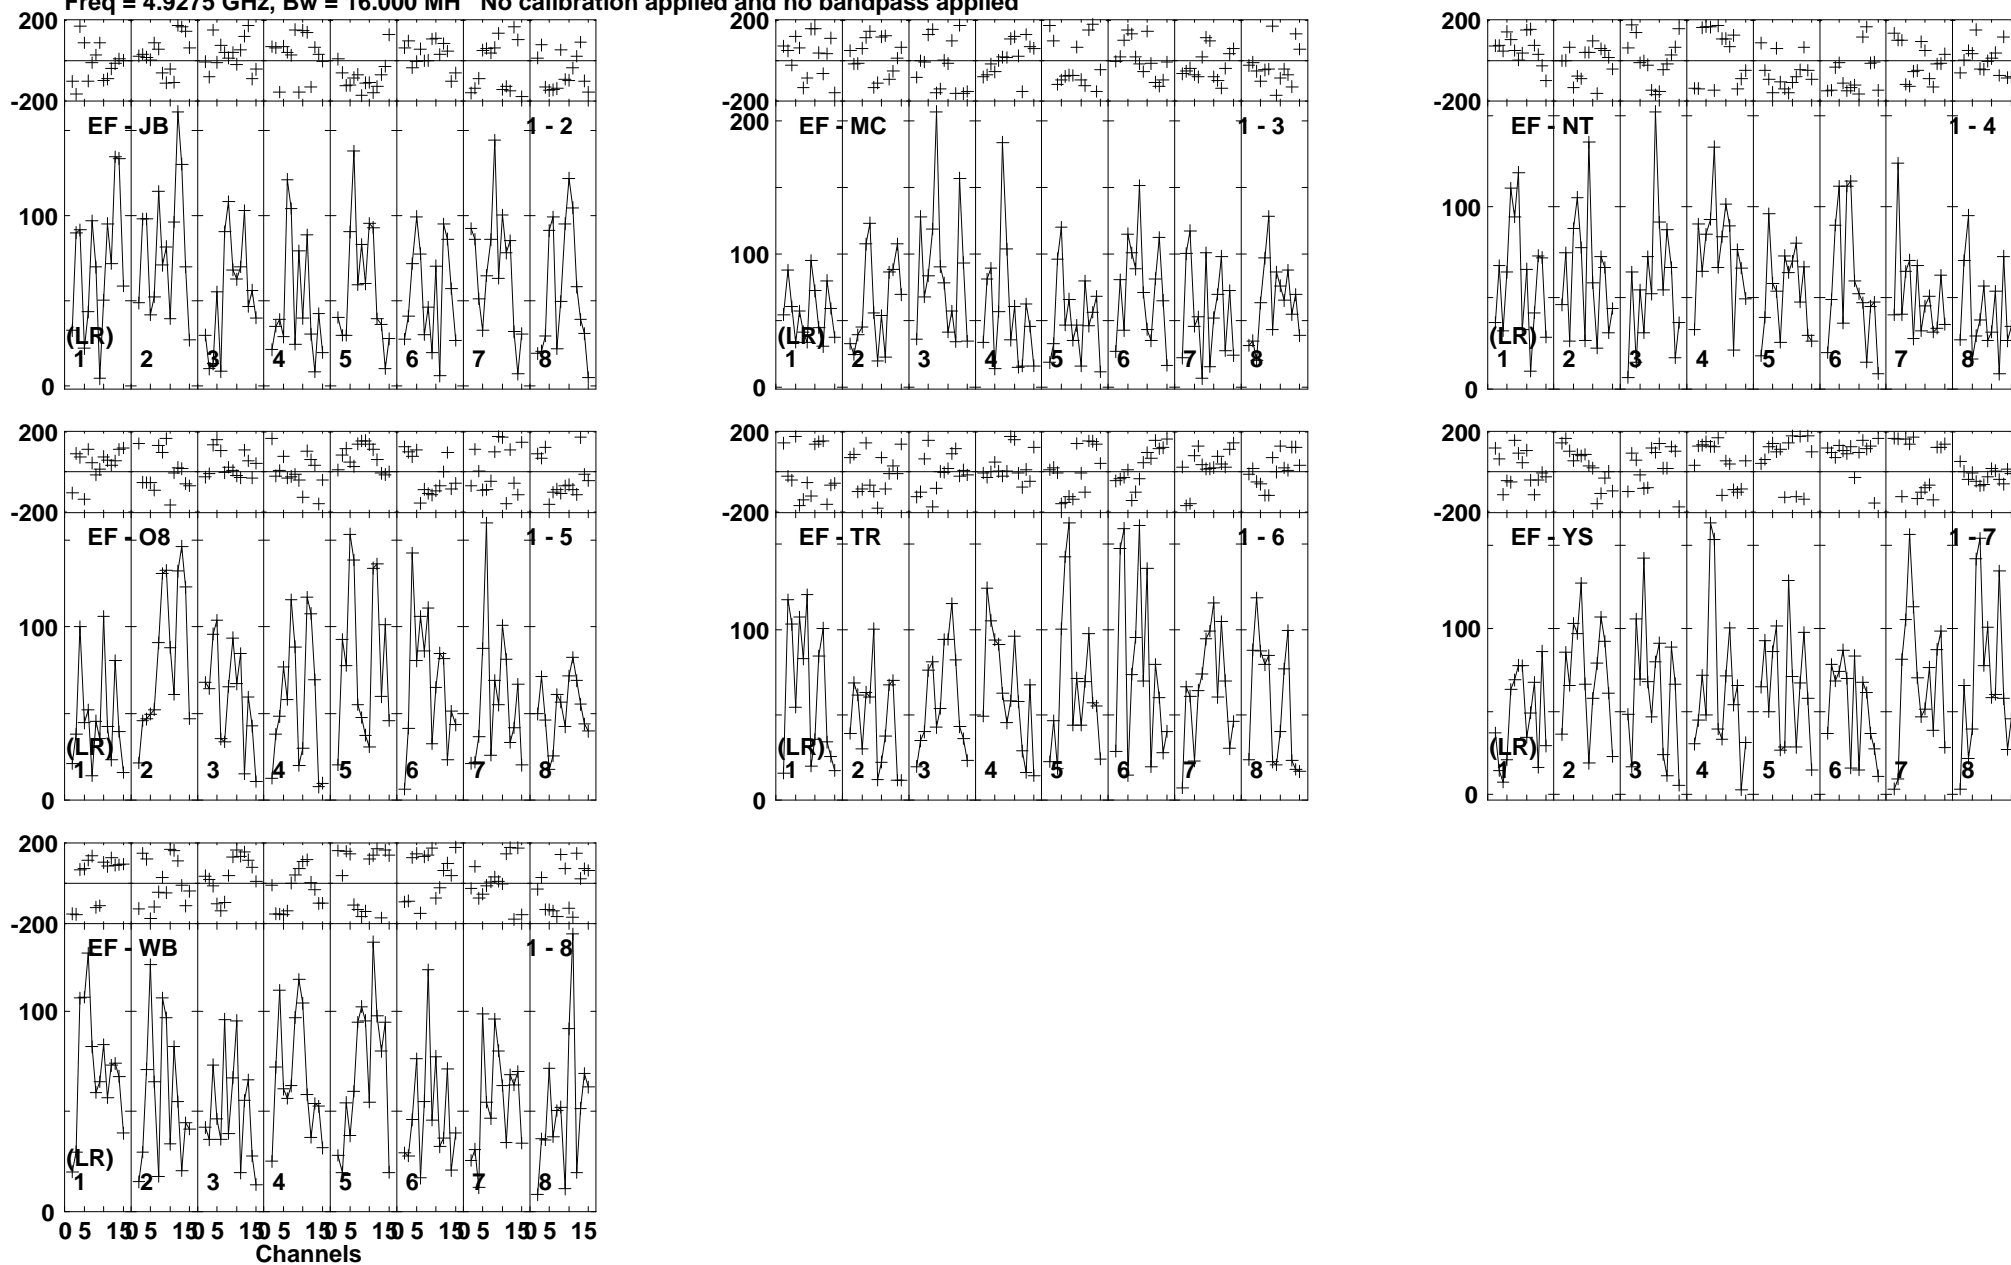 Freq = 4.9275 GHz, Bw = 16.000 MH No calibration applied and no bandpass applied
200 200 200
-200 -200 -200
EF - JB 1 - 2 200 EF - MC 1 - 3 EF - NT 1 - 4
100 100 100
(LR) (LR) (LR)
1 2 3 4 5 6 7 8 1 2 3 4 5 6 7 8 1 2 3 4 5 6 7 8
0 0 0
200 200 200
-200 -200 -200
EF - O8 1 - 5 EF - TR 1 - 6 EF - YS 1 - 7
100 100 100
(LR) (LR) (LR)
1 2 3 4 5 6 7 8 1 2 3 4 5 6 7 8 1 2 3 4 5 6 7 8
0 0 0
200
-200
EF - WB 1 - 8
100
(LR)
1 2 3 4 5 6 7 8
0
0 5 15 0 5 15 0 5 15 0 5 15 0 5 15 0 5 15 0 5 15 0 5 15
Channels